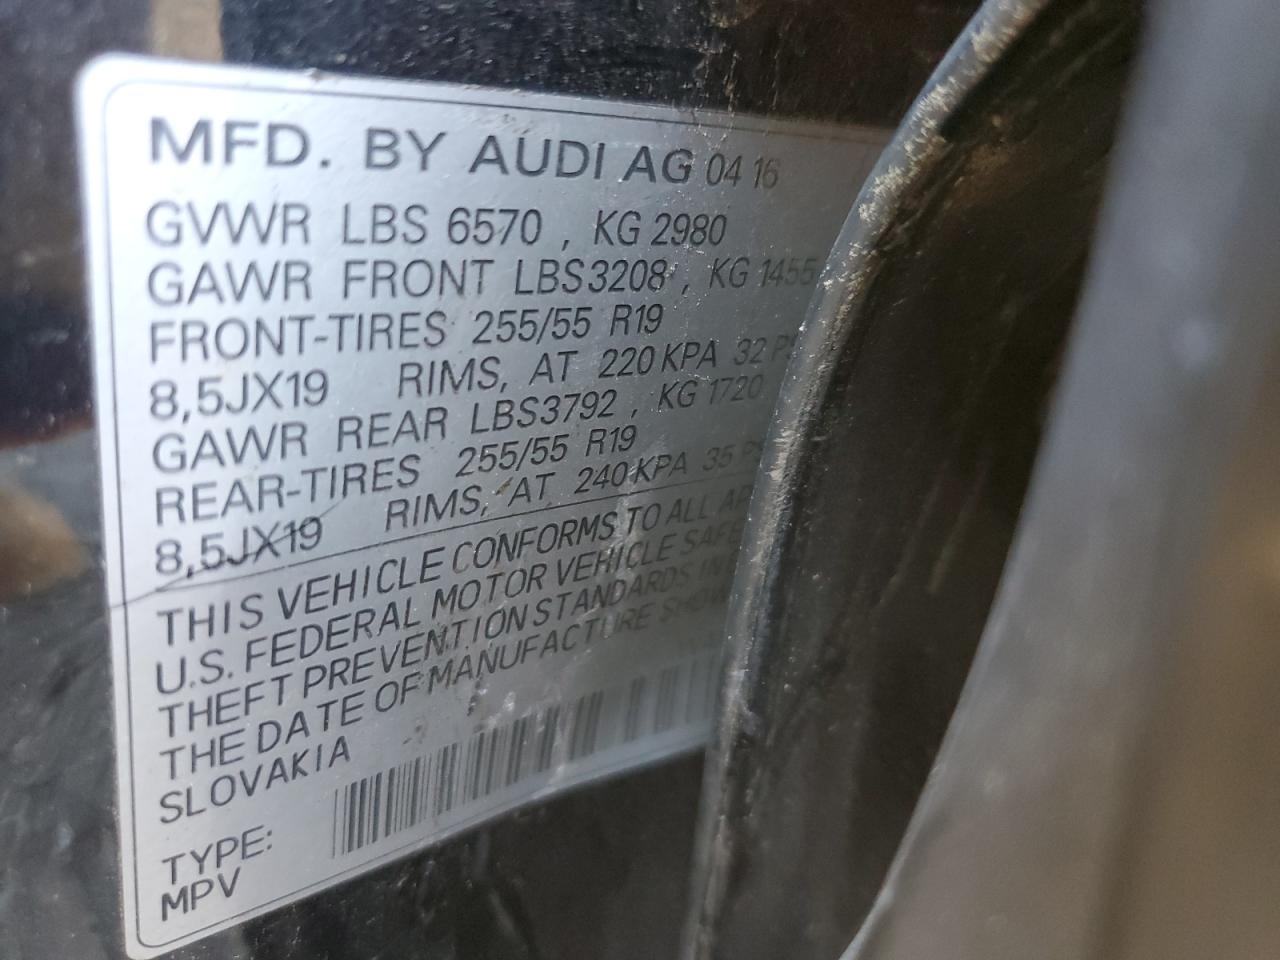 MFD. BY AUDI AG 04 16
GVWR LBS 6570 , KG 2980
GAWR FRONT LBS3208 , KG 1455
FRONT-TIRES 255/55 R19
8,5JX19 RIMS, AT 220 KPA 32
GAWR REAR LBS3792 , KG 1720
REAR-TIRES 255/55 R19
8,5JX19 RIMS, AT 240 KPA 35
THIS VEHICLE CONFORMS TO ALL
U.S. FEDERAL MOTOR VEHICLE
THEFT PREVENTION STANDARDS IN
THE DATE OF MANUFACTURE
SLOVAKIA
TYPE:
MPV